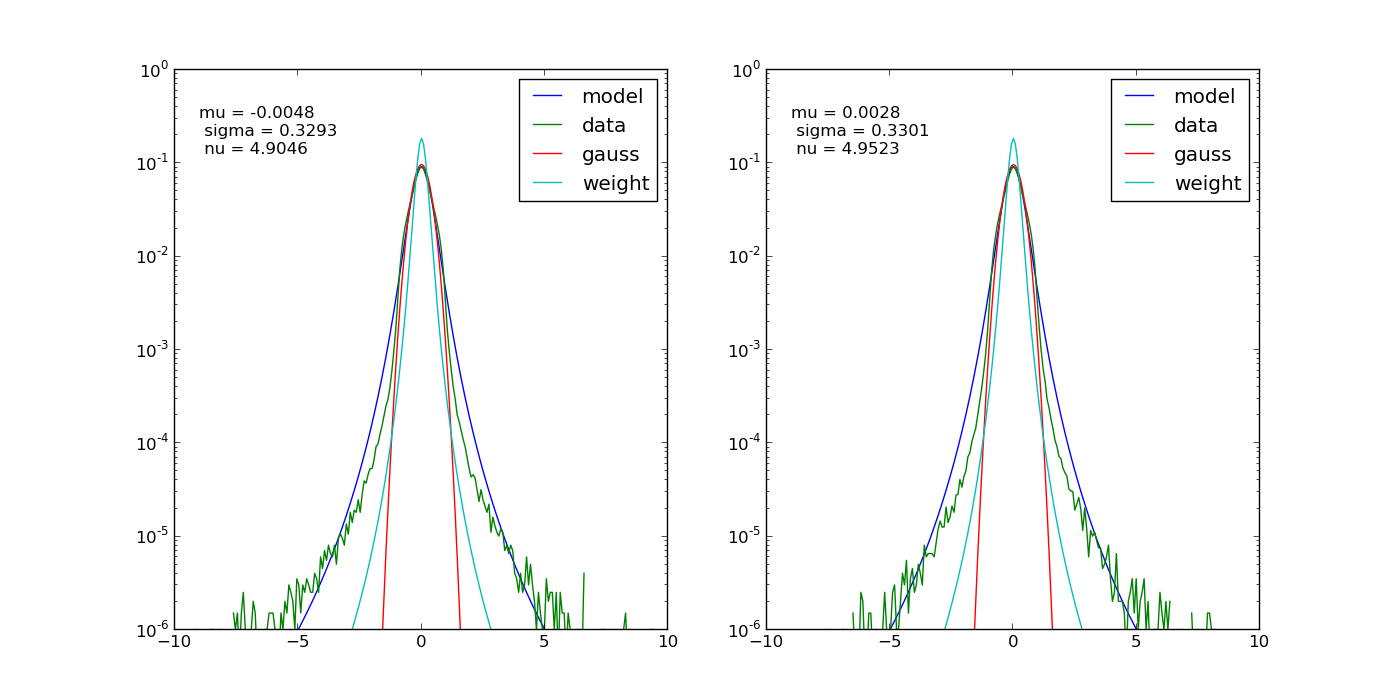 mu = -0.0048
sigma = 0.3293
nu = 4.9046
model
data
gauss
weight
10^0
10^-1
10^-2
10^-3
10^-4
10^-5
10^-6
−10
−5
0
5
10
mu = 0.0028
sigma = 0.3301
nu = 4.9523
model
data
gauss
weight
10^0
10^-1
10^-2
10^-3
10^-4
10^-5
10^-6
−10
−5
0
5
10